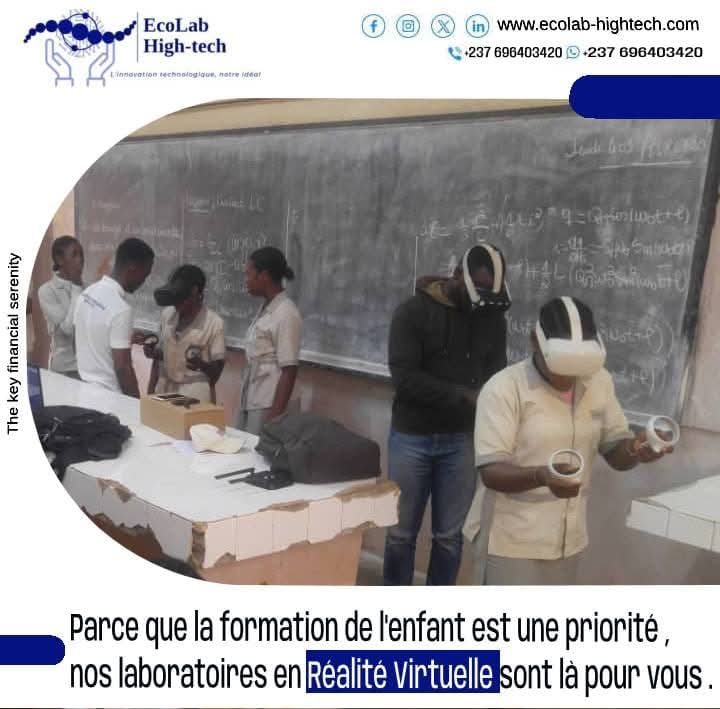 EcoLab
High-tech
L'innovation technologique, notre idéal
www.ecolab-hightech.com
+237 696403420 +237 696403420
The key financial serenity
Parce que la formation de l'enfant est une priorité ,
nos laboratoires en Réalité Virtuelle sont là pour vous .